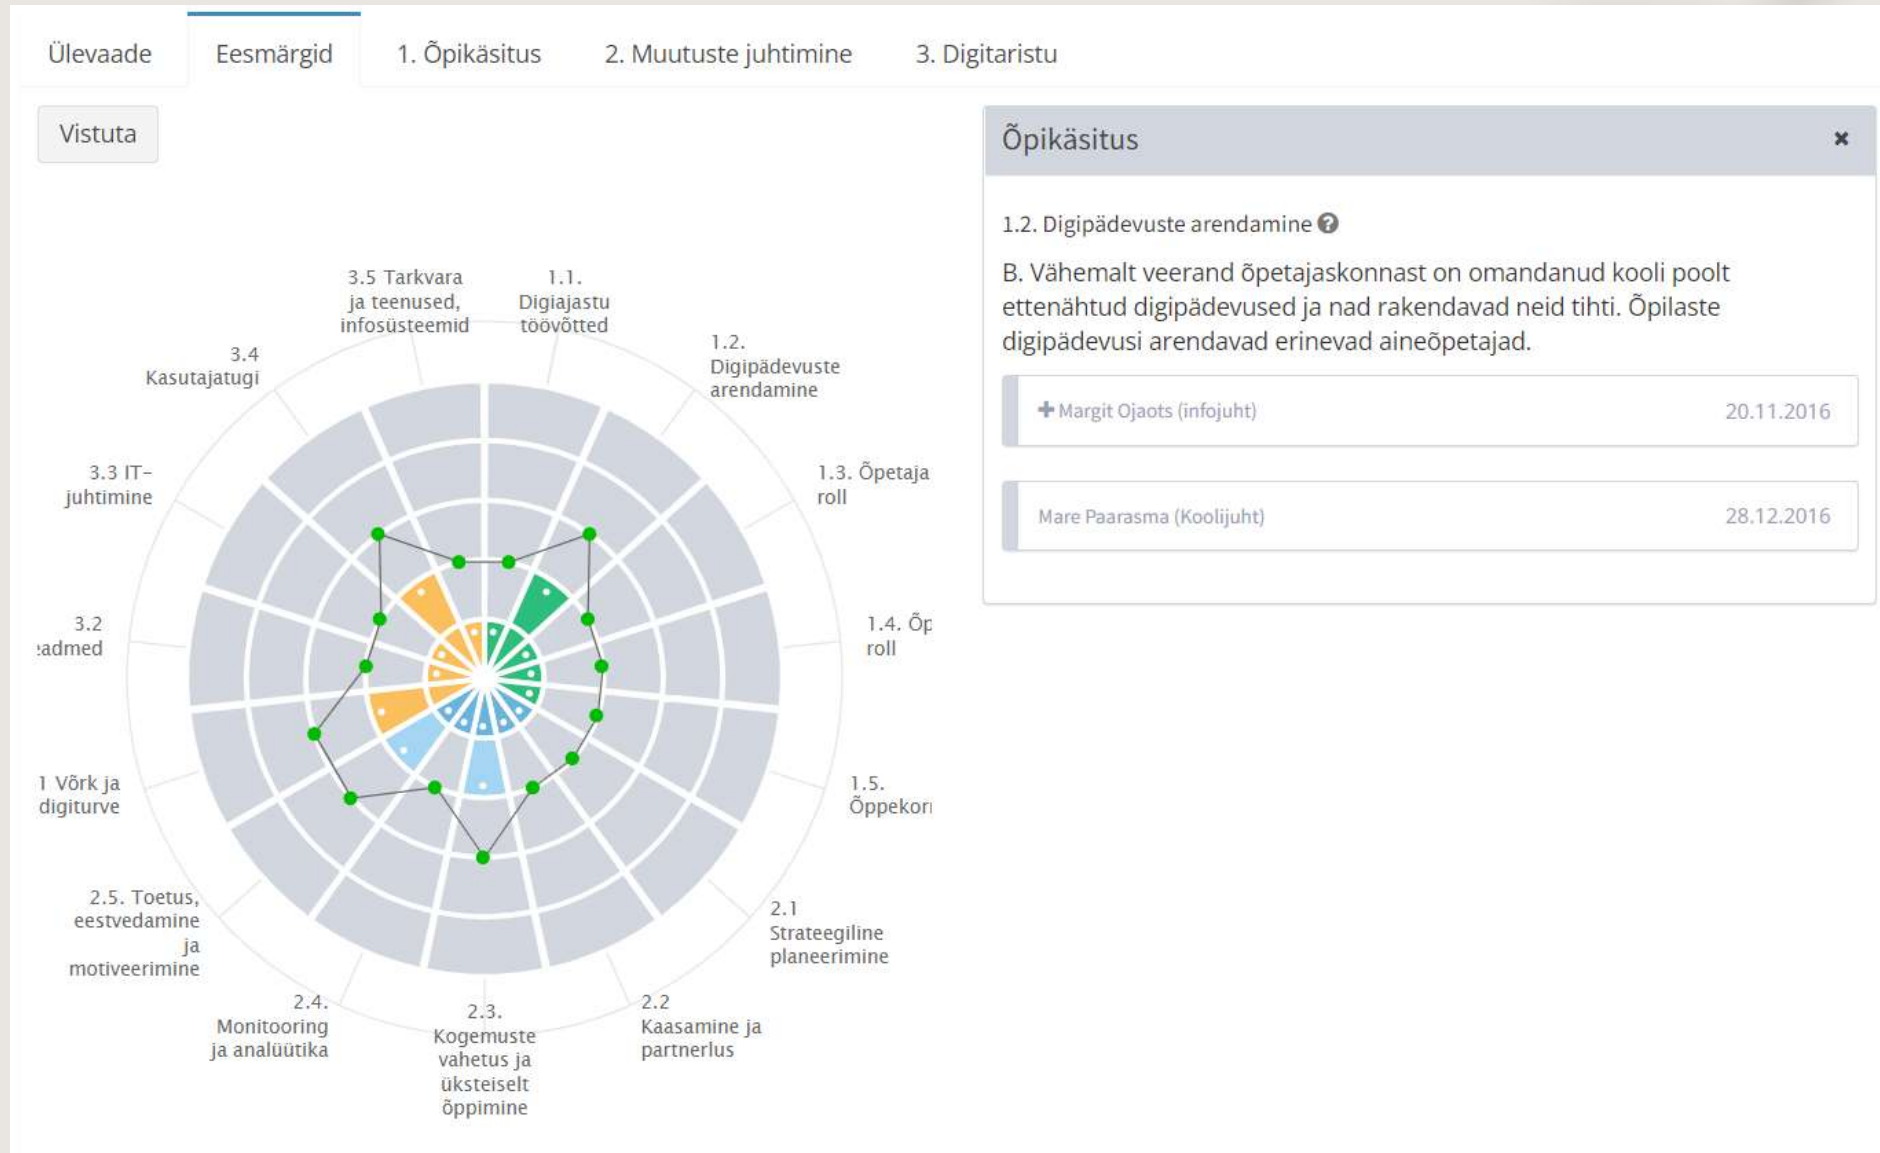 Ülevaade
Eesmärgid
1. Õpikäsitus
2. Muutuste juhtimine
3. Digitaristu
Vistuta
3.5 Tarkvara
ja teenused,
infosüsteemid
1.1.
Digiajastu
töövõtted
1.2.
Digipädevuste
arendamine
1.3. Õpetaja
roll
1.4. Õp
roll
1.5.
Õppekor
2.1
Strateegiline
planeerimine
2.2
Kaasamine ja
partnerlus
2.3.
Kogemuste
vahetus ja
üksteiselt
õppimine
2.4.
Monitooring
ja analüütika
2.5. Toetus,
eestvedamine
ja
motiveerimine
1 Võrk ja
digiturve
3.2
admed
3.3 IT-
juhtimine
3.4
Kasutajatugi
Õpikäsitus
1.2. Digipädevuste arendamine
B. Vähemalt veerand õpetajaskonnast on omandanud kooli poolt
ettenähtud digipädevused ja nad rakendavad neid tihti. Õpilaste
digipädevusi arendavad erinevad aineõpetajad.
Margit Ojaots (infojuht) 20.11.2016
Mare Paarasma (Koolijuht) 28.12.2016